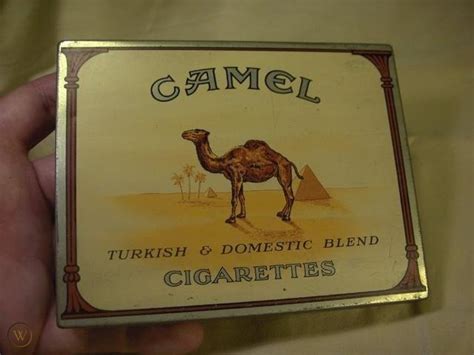 CAMEL
TURKISH & DOMESTIC BLEND
CIGARETTES
W